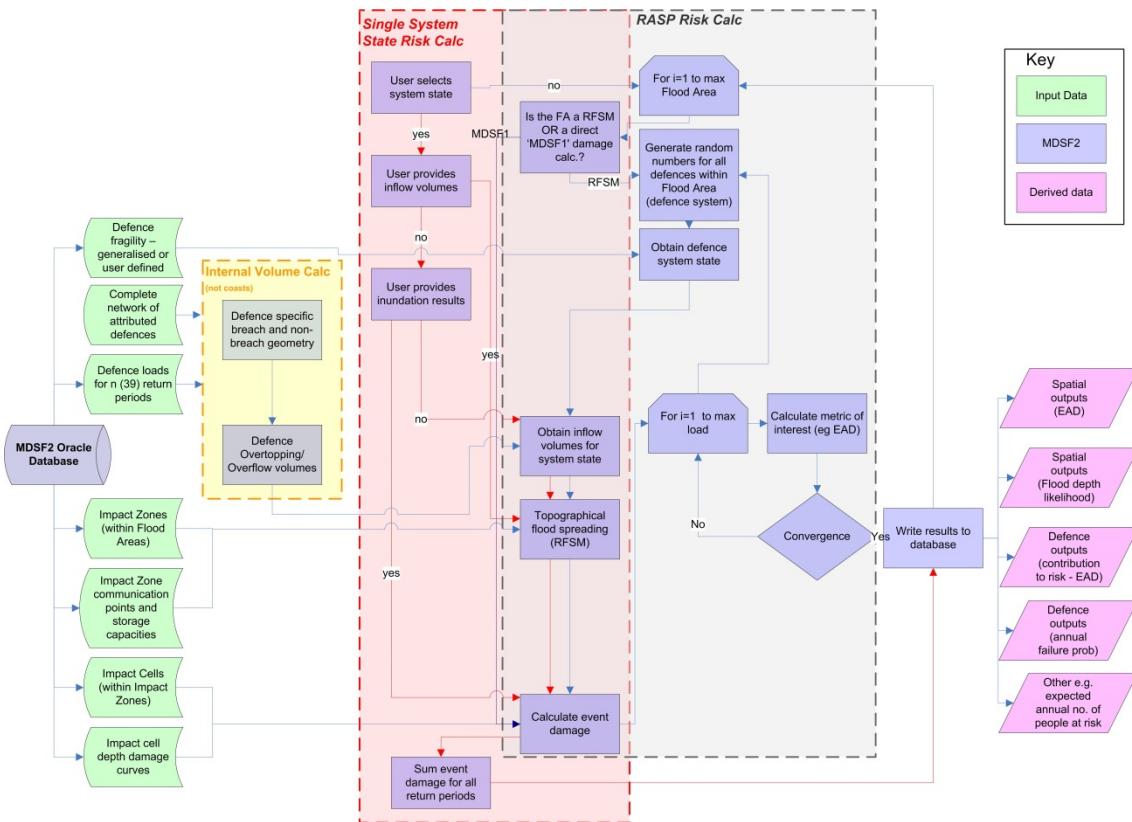 Single System
State Risk Calc
RASP Risk Calc
Key
Input Data
MDSF2
Derived data
User selects
system state
no
For i=1 to max
Flood Area
yes
MDSF1
Is the FA a RFSM
OR a direct
'MDSF1' damage
calc.?
Generate random
numbers for all
defences within
Flood Area
(defence system)
RFSM
User provides
inflow volumes
no
Obtain defence
system state
Defence
fragility –
generalised or
user defined
Internal Volume Calc
(not coasts)
User provides
inundation results
Complete
network of
attributed
defences
Defence specific
breach and non-
breach geometry
yes
Defence loads
for n (39) return
periods
no
For i=1 to max
load
Calculate metric of
interest (eg EAD)
Spatial
outputs
(EAD)
MDSF2 Oracle
Database
Defence
Overtopping/
Overflow volumes
Obtain inflow
volumes for
system state
Spatial
outputs
(Flood depth
likelihood)
Impact Zones
(within Flood
Areas)
Topographical
flood spreading
(RFSM)
No
Convergence
Yes
Write results to
database
Defence
outputs
(contribution
to risk - EAD)
Impact Zone
communication
points and
storage
capacities
yes
Defence
outputs
(annual
failure prob)
Impact Cells
(within Impact
Zones)
Calculate event
damage
Other e.g.
expected
annual no. of
people at risk
Impact cell
depth damage
curves
Sum event
damage for all
return periods